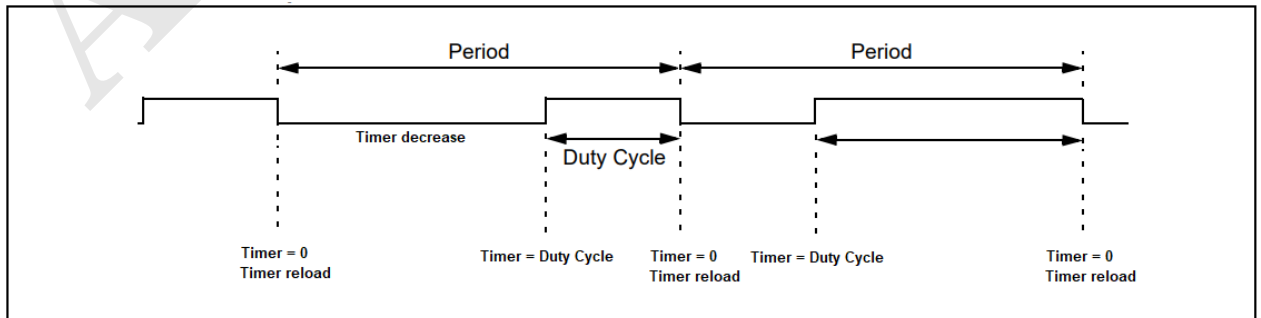 Period
Period
Timer decrease
Duty Cycle
Timer = 0
Timer reload
Timer = Duty Cycle
Timer = 0
Timer reload
Timer = Duty Cycle
Timer = 0
Timer reload